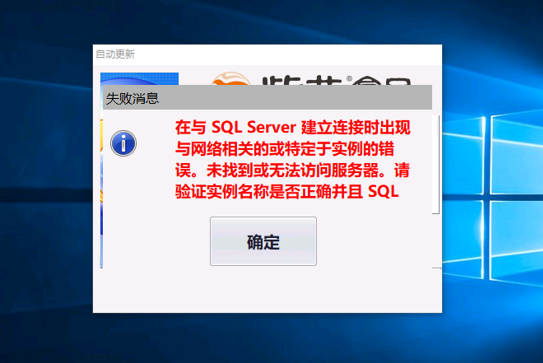 自动更新
失败消息
在与 SQL Server 建立连接时出现
与网络相关的或特定于实例的错
误。未找到或无法访问服务器。请
验证实例名称是否正确并且 SQL
确定